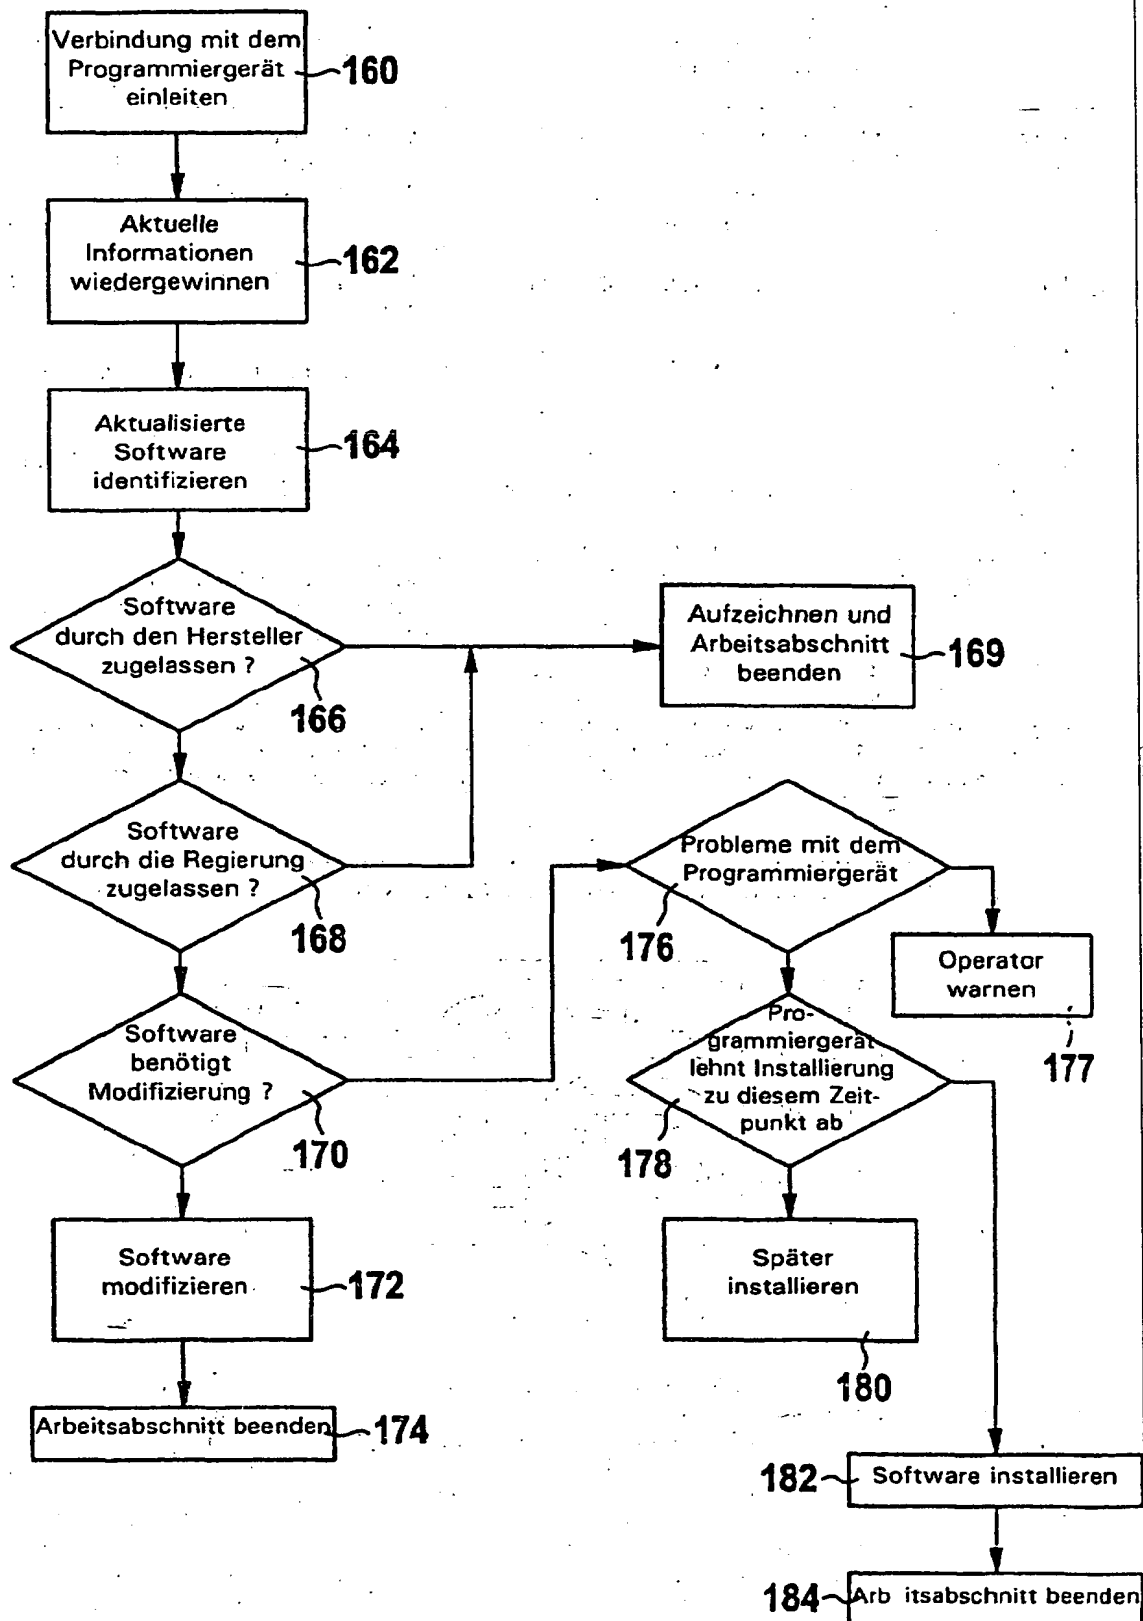 Verbindung mit dem
Programmiergerät
einleiten
160
Aktuelle
Informationen
wiedergewinnen
162
Aktualisierte
Software
identifizieren
164
Software
durch den Hersteller
zugelassen ?
166
Aufzeichnen und
Arbeitsabschnitt
beenden
169
Software
durch die Regierung
zugelassen ?
168
Probleme mit dem
Programmiergerät
176
Operator
warnen
177
Software
benötigt
Modifizierung ?
170
Pro-
grammiergerät
lehnt Installierung
zu diesem Zeit-
punkt ab
178
Software
modifizieren
172
Später
installieren
180
Arbeitsabschnitt beenden
174
182
Software installieren
184
Arb itsabschnitt beenden